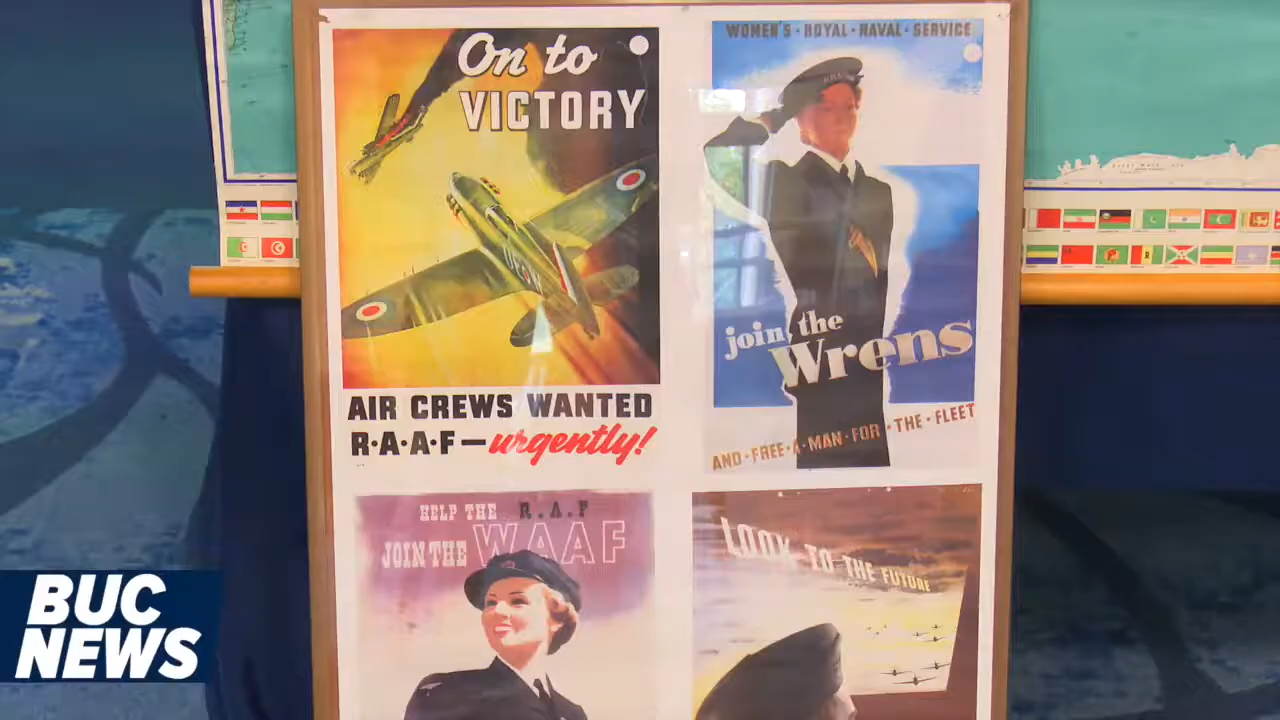 On to
VICTORY
AIR CREWS WANTED
R·A·A·F—urgently!
WOMEN'S·ROYAL·NAVAL·SERVICE
join the
Wrens
AND·FREE·A·MAN·FOR·THE·FLEET
HELP THE R.A.F
JOIN THE WAAF
LOOK TO THE FUTURE
BUC
NEWS